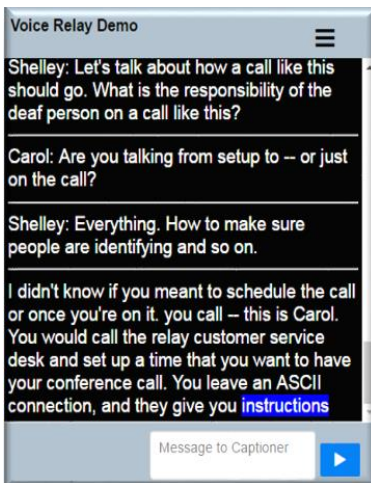 Voice Relay Demo
Shelley: Let's talk about how a call like this
should go. What is the responsibility of the
deaf person on a call like this?
Carol: Are you talking from setup to -- or just
on the call?
Shelley: Everything. How to make sure
people are identifying and so on.
I didn't know if you meant to schedule the call
or once you're on it. you call -- this is Carol.
You would call the relay customer service
desk and set up a time that you want to have
your conference call. You leave an ASCII
connection, and they give you instructions
Message to Captioner